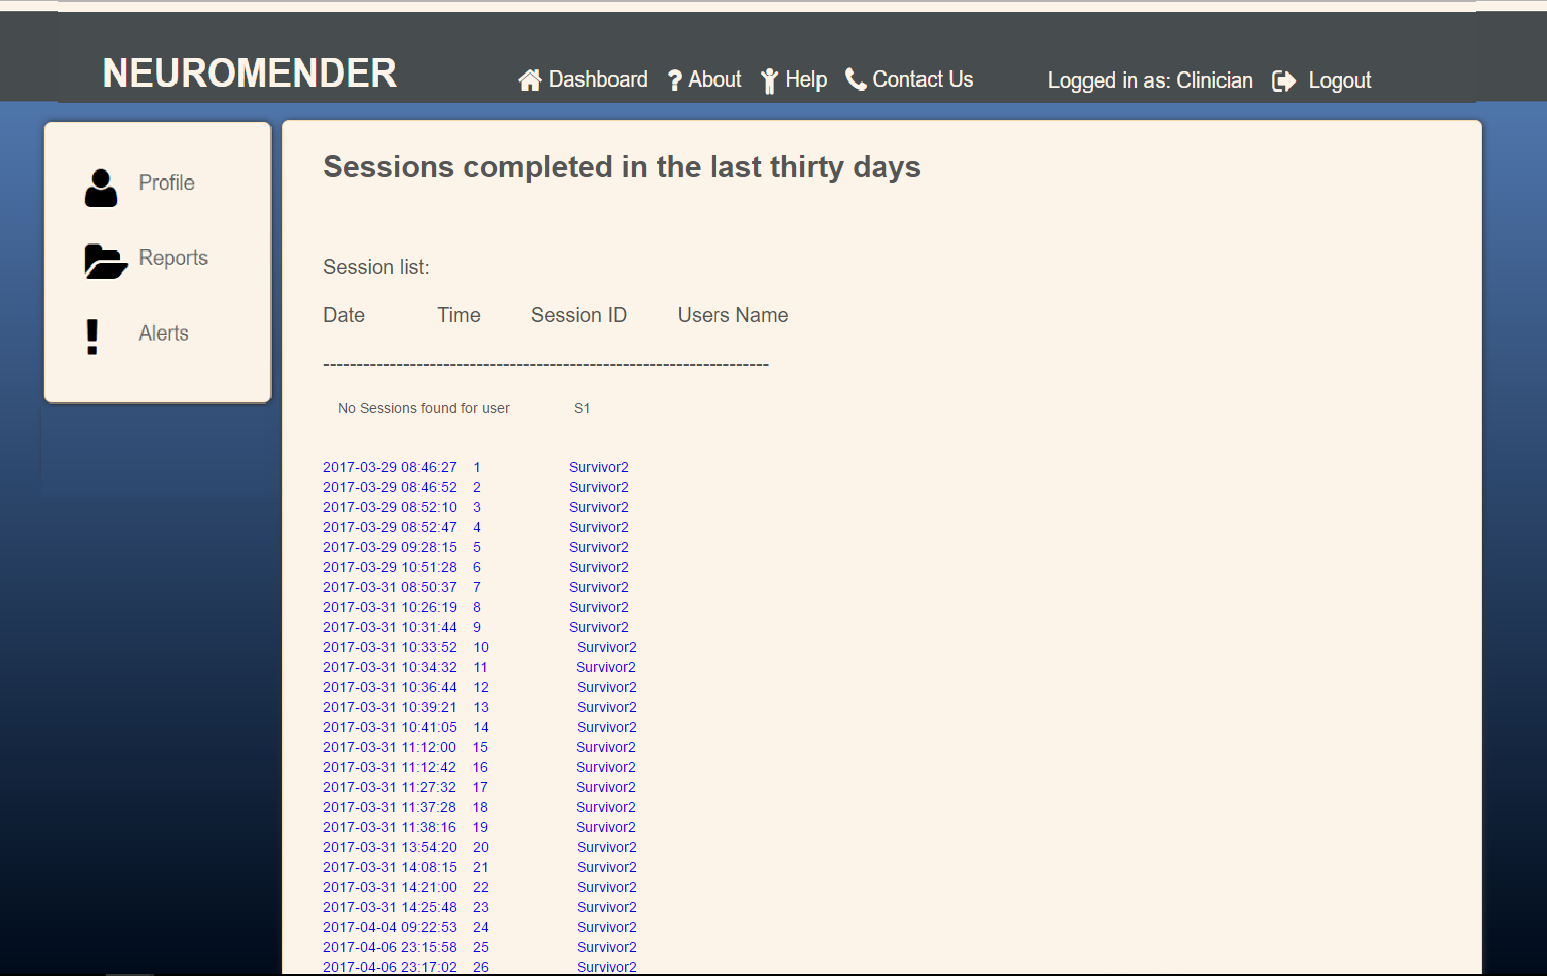 NEUROMENDER
Dashboard ? About Help Contact Us Logged in as: Clinician Logout
Profile
Reports
! Alerts
Sessions completed in the last thirty days
Session list:
Date Time Session ID Users Name
-------------------------------------------------------------------
No Sessions found for user S1
2017-03-29 08:46:27 1 Survivor2
2017-03-29 08:46:52 2 Survivor2
2017-03-29 08:52:10 3 Survivor2
2017-03-29 08:52:47 4 Survivor2
2017-03-29 09:28:15 5 Survivor2
2017-03-29 10:51:28 6 Survivor2
2017-03-31 08:50:37 7 Survivor2
2017-03-31 10:26:19 8 Survivor2
2017-03-31 10:31:44 9 Survivor2
2017-03-31 10:33:52 10 Survivor2
2017-03-31 10:34:32 11 Survivor2
2017-03-31 10:36:44 12 Survivor2
2017-03-31 10:39:21 13 Survivor2
2017-03-31 10:41:05 14 Survivor2
2017-03-31 11:12:00 15 Survivor2
2017-03-31 11:12:42 16 Survivor2
2017-03-31 11:27:32 17 Survivor2
2017-03-31 11:37:28 18 Survivor2
2017-03-31 11:38:16 19 Survivor2
2017-03-31 13:54:20 20 Survivor2
2017-03-31 14:08:15 21 Survivor2
2017-03-31 14:21:00 22 Survivor2
2017-03-31 14:25:48 23 Survivor2
2017-04-04 09:22:53 24 Survivor2
2017-04-06 23:15:58 25 Survivor2
2017-04-06 23:17:02 26 Survivor2